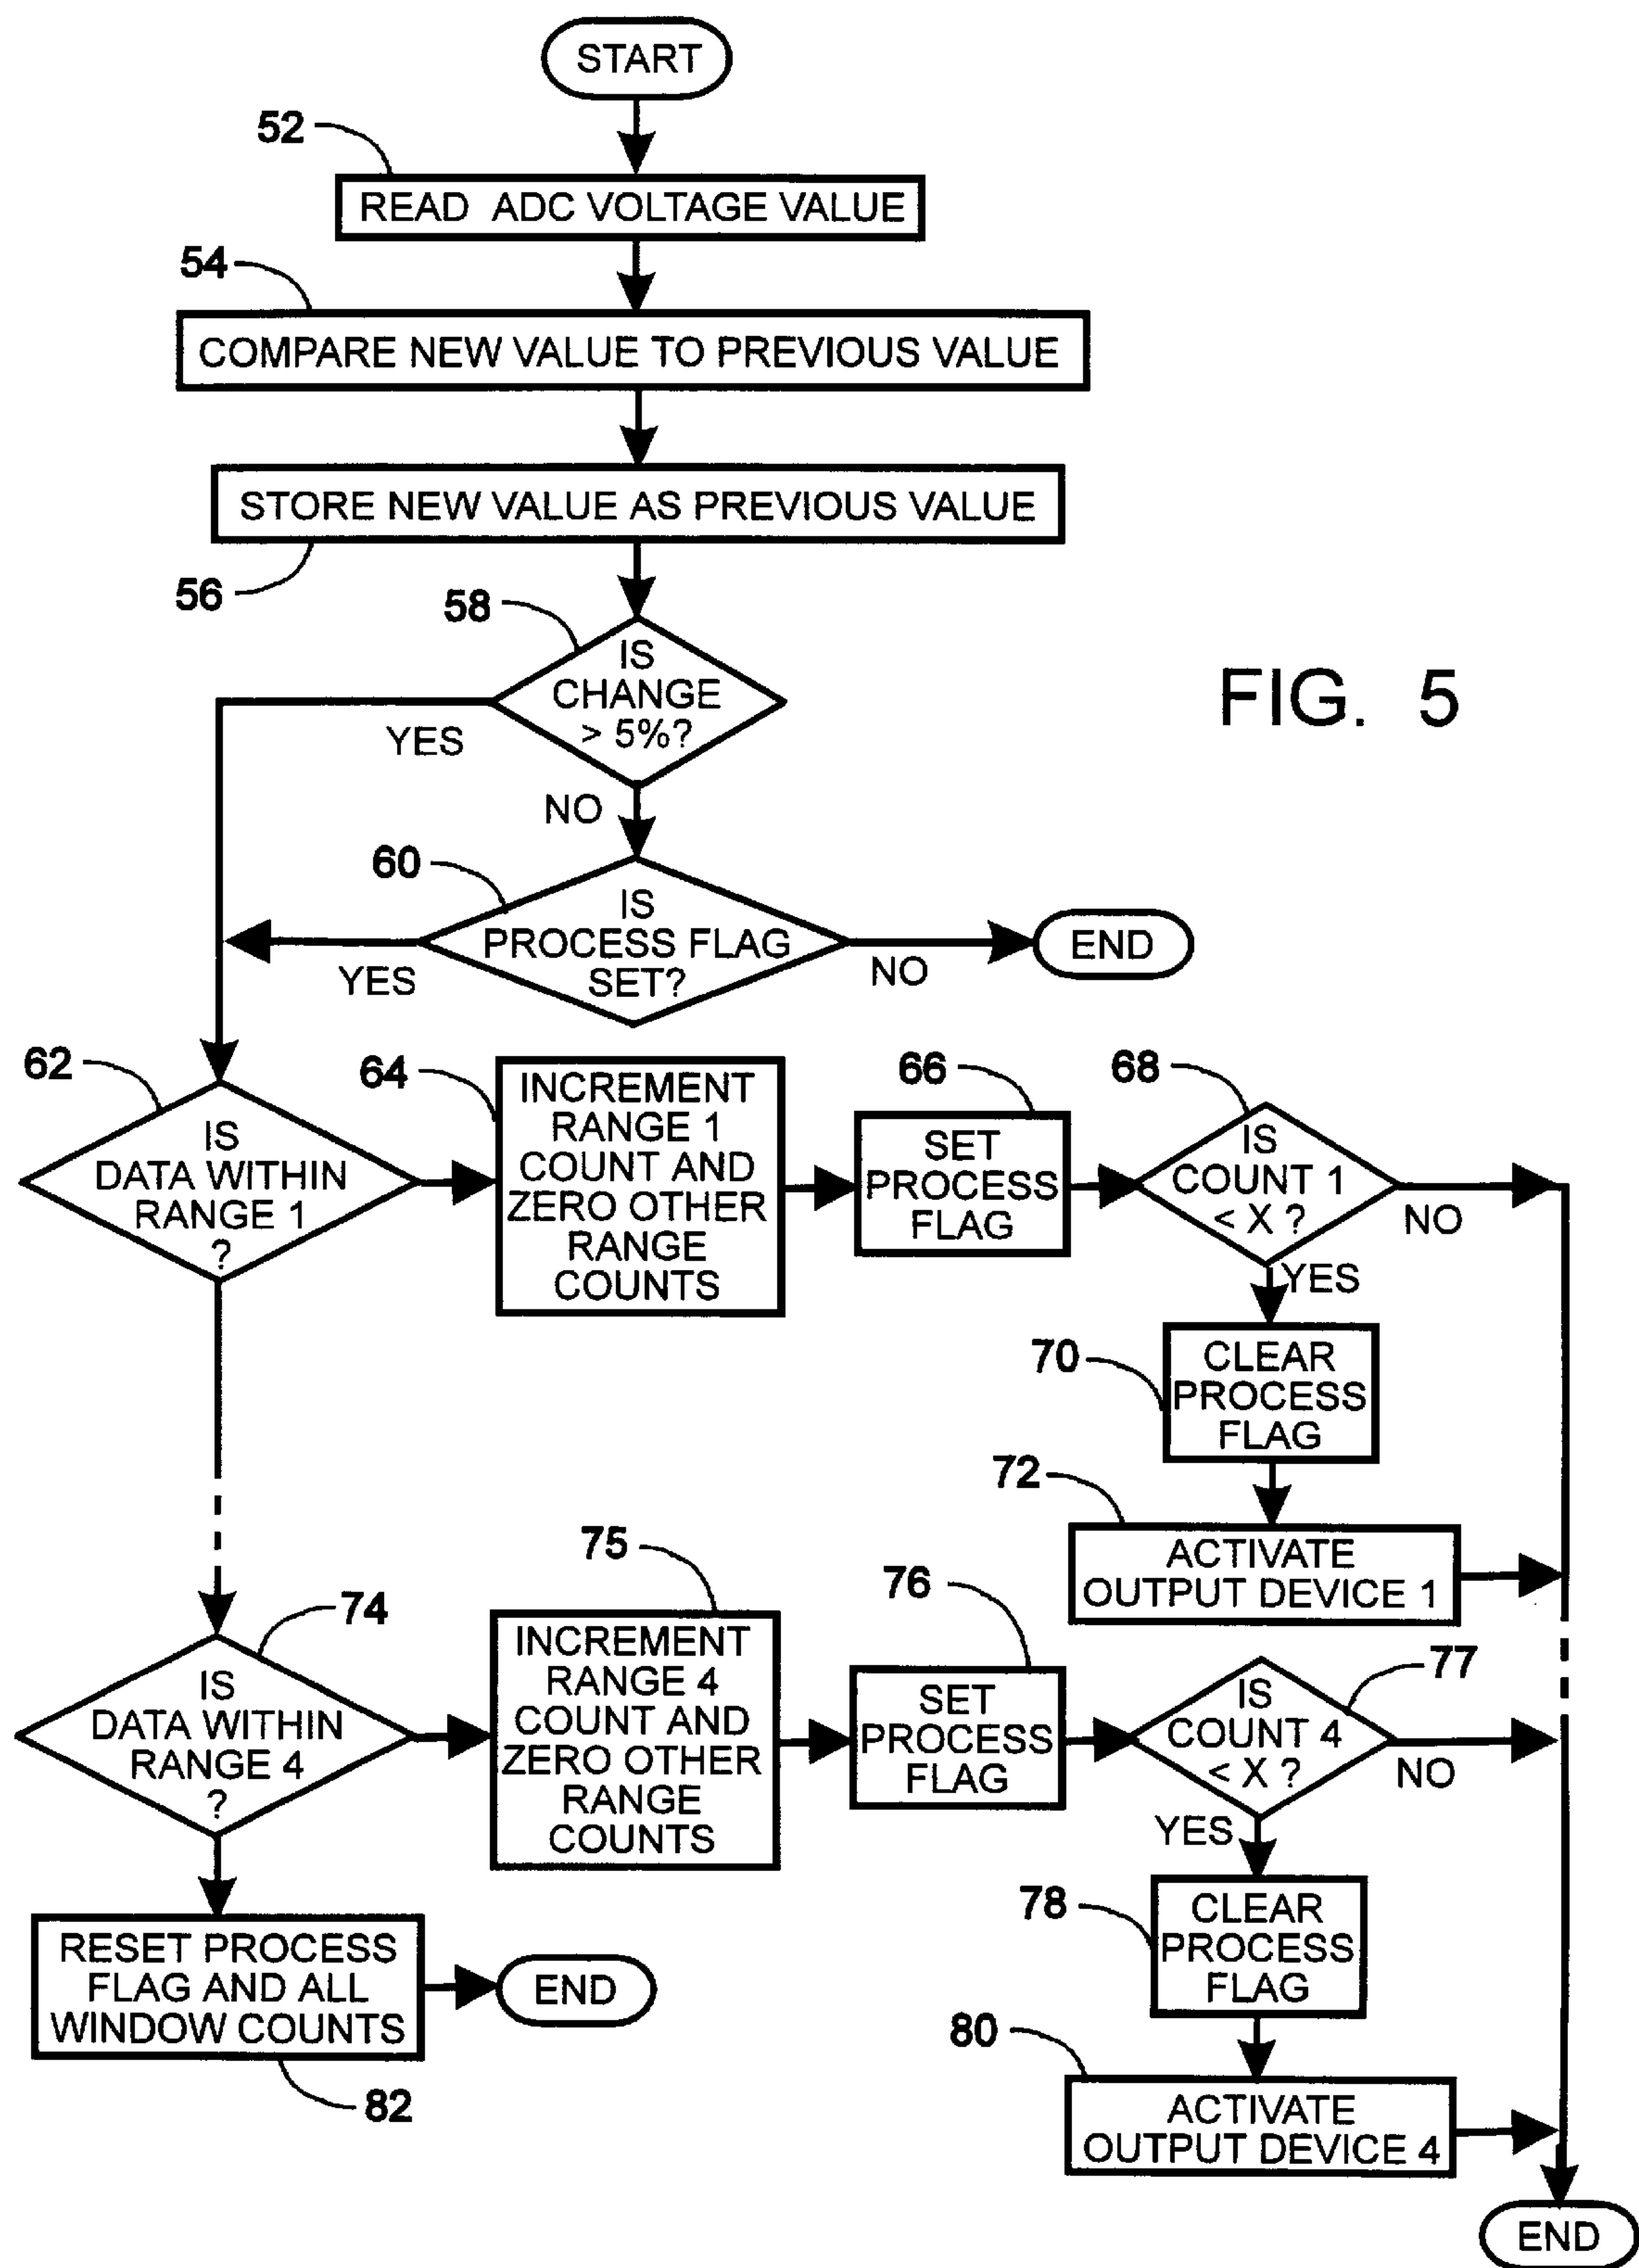 START
52
READ ADC VOLTAGE VALUE
54
COMPARE NEW VALUE TO PREVIOUS VALUE
STORE NEW VALUE AS PREVIOUS VALUE
56
58
IS
CHANGE
> 5%?
YES
NO
FIG. 5
60
IS
PROCESS FLAG
SET?
YES
NO
END
62
IS
DATA WITHIN
RANGE 1
?
64
INCREMENT
RANGE 1
COUNT AND
ZERO OTHER
RANGE
COUNTS
66
SET
PROCESS
FLAG
68
IS
COUNT 1
< X ?
NO
YES
70
CLEAR
PROCESS
FLAG
72
ACTIVATE
OUTPUT DEVICE 1
74
IS
DATA WITHIN
RANGE 4
?
75
INCREMENT
RANGE 4
COUNT AND
ZERO OTHER
RANGE
COUNTS
76
SET
PROCESS
FLAG
77
IS
COUNT 4
< X ?
NO
YES
78
CLEAR
PROCESS
FLAG
80
ACTIVATE
OUTPUT DEVICE 4
RESET PROCESS
FLAG AND ALL
WINDOW COUNTS
82
END
END